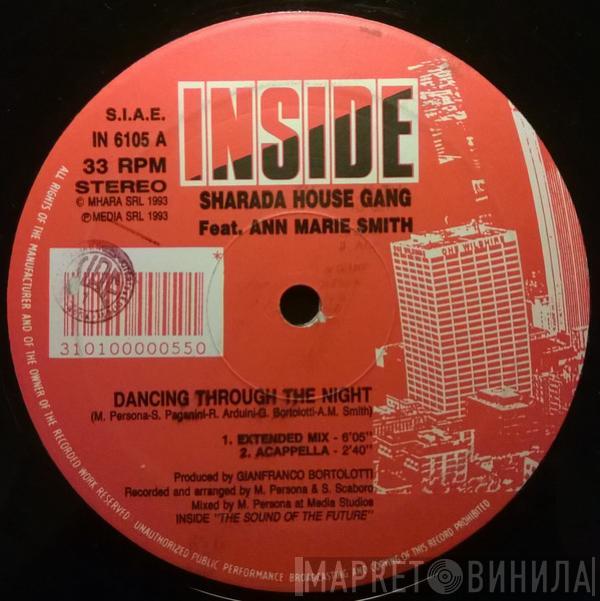 INSIDE
S.I.A.E.
IN 6105 A
33 RPM
STEREO
© MHARA SRL 1993
℗ MEDIA SRL 1993
SHARADA HOUSE GANG
Feat. ANN MARIE SMITH
ONE WILSHIRE
*
310100000550
DANCING THROUGH THE NIGHT
(M. Persona-S. Paganini-R. Arduini-G. Bortolotti-A.M. Smith)
1. EXTENDED MIX - 6'05"
2. ACAPPELLA - 2'40"
Produced by GIANFRANCO BORTOLOTTI
Recorded and arranged by M. Persona & S. Scaboro
Mixed by M. Persona at Media Studios
INSIDE "THE SOUND OF THE FUTURE"
ALL RIGHTS OF THE MANUFACTURER AND OF THE OWNER OF THE RECORDED WORK RESERVED. UNAUTHORIZED PUBLIC PERFORMANCE BROADCASTING AND COPYING OF THIS RECORD PROHIBITED
МАРКЕТ ВИНИЛА